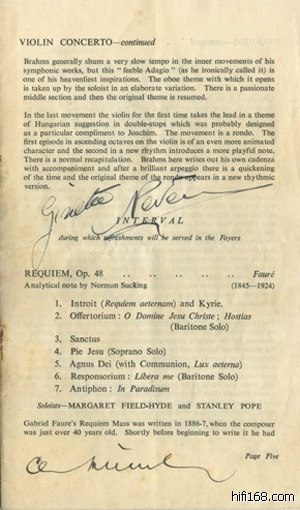 VIOLIN CONCERTO—continued
Brahms generally shuns a very slow tempo in the inner movements of his
symphonic works, but this " feeble Adagio " (as he ironically called it) is
one of his heavenliest inspirations. The oboe theme with which it opens
is taken up by the soloist in an elaborate variation. There is a passionate
middle section and then the original theme is resumed.
In the last movement the violin for the first time takes the lead in a theme
of Hungarian suggestion in double-stops which was probably designed
as a particular compliment to Joachim. The movement is a rondo. The
first episode in ascending octaves on the violin is of an even more animated
character and the second in a new rhythm introduces a more playful note.
There is a normal recapitulation. Brahms here writes out his own cadenza
with accompaniment and after a brilliant arpeggio there is a quickening
of the time and the original theme of the rondo appears in a new rhythmic
version.
Ginette Neveu
INTERVAL
during which refreshments will be served in the Foyers
REQUIEM, Op. 48 .. .. .. .. Fauré
Analytical note by Norman Sucking (1845—1924)
1. Introit (Requiem aeternam) and Kyrie.
2. Offertorium : O Domine Jesu Christe ; Hostias
(Baritone Solo)
3. Sanctus
4. Pie Jesu (Soprano Solo)
5. Agnus Dei (with Communion, Lux aeterna)
6. Responsorium : Libera me (Baritone Solo)
7. Antiphon : In Paradisum
Soloists—MARGARET FIELD-HYDE and STANLEY POPE
Gabriel Faure's Requiem Mass was written in 1886-7, when the composer
was just over 40 years old. Shortly before beginning to write it he had
Page Five
hifi168.com